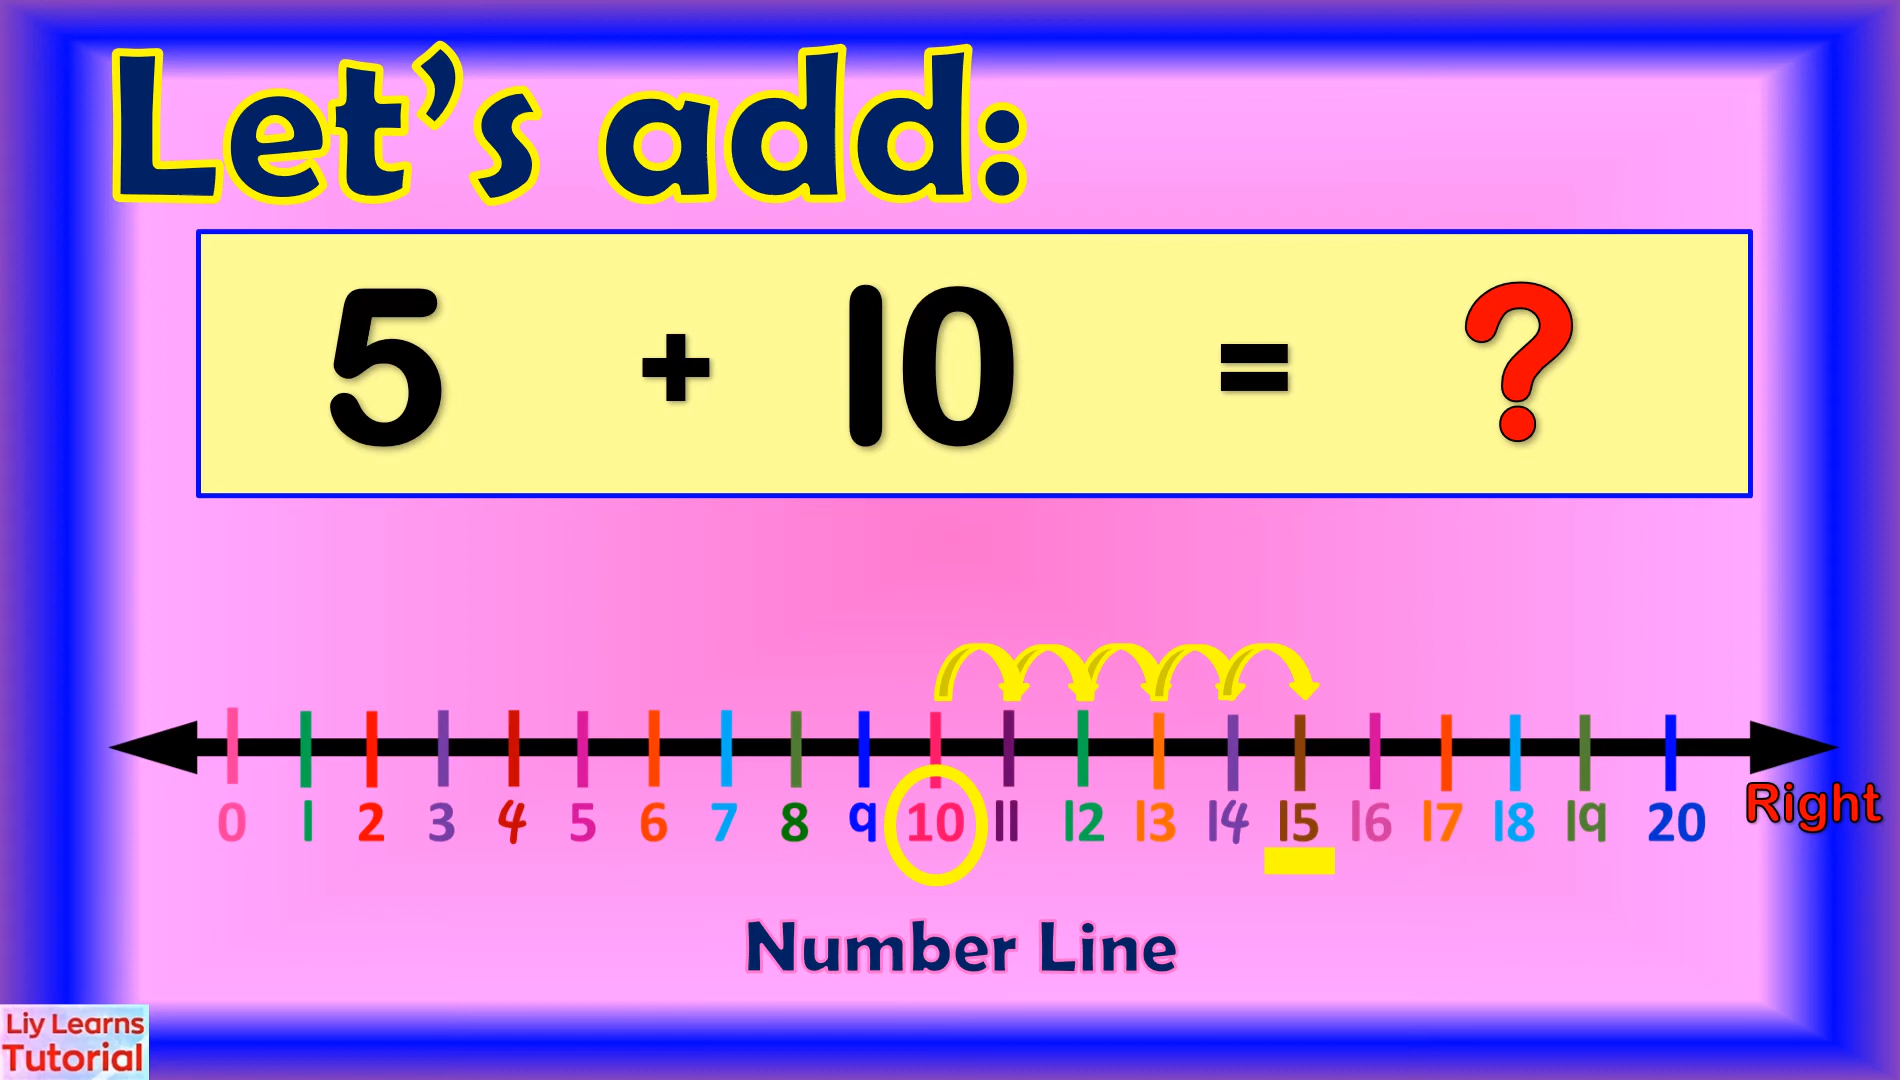 Let's add:
5 + 10 = ?
0 1 2 3 4 5 6 7 8 9 10 11 12 13 14 15 16 17 18 19 20
Right
Number Line
Liy Learns
Tutorial